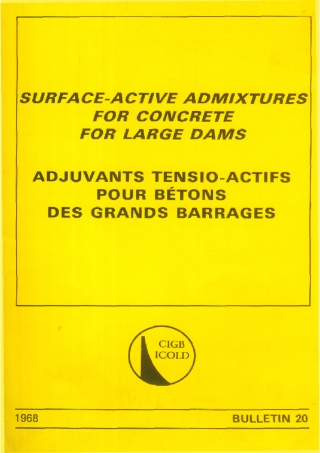 SURFACE-ACTIVE ADMIXTURES
FOR CONCRETE
FOR LARGE DAMS
ADJUVANTS TENSIO-ACTIFS
POUR BÉTONS
DES GRANDS BARRAGES
CIGB
ICOLD
1968 BULLETIN 20